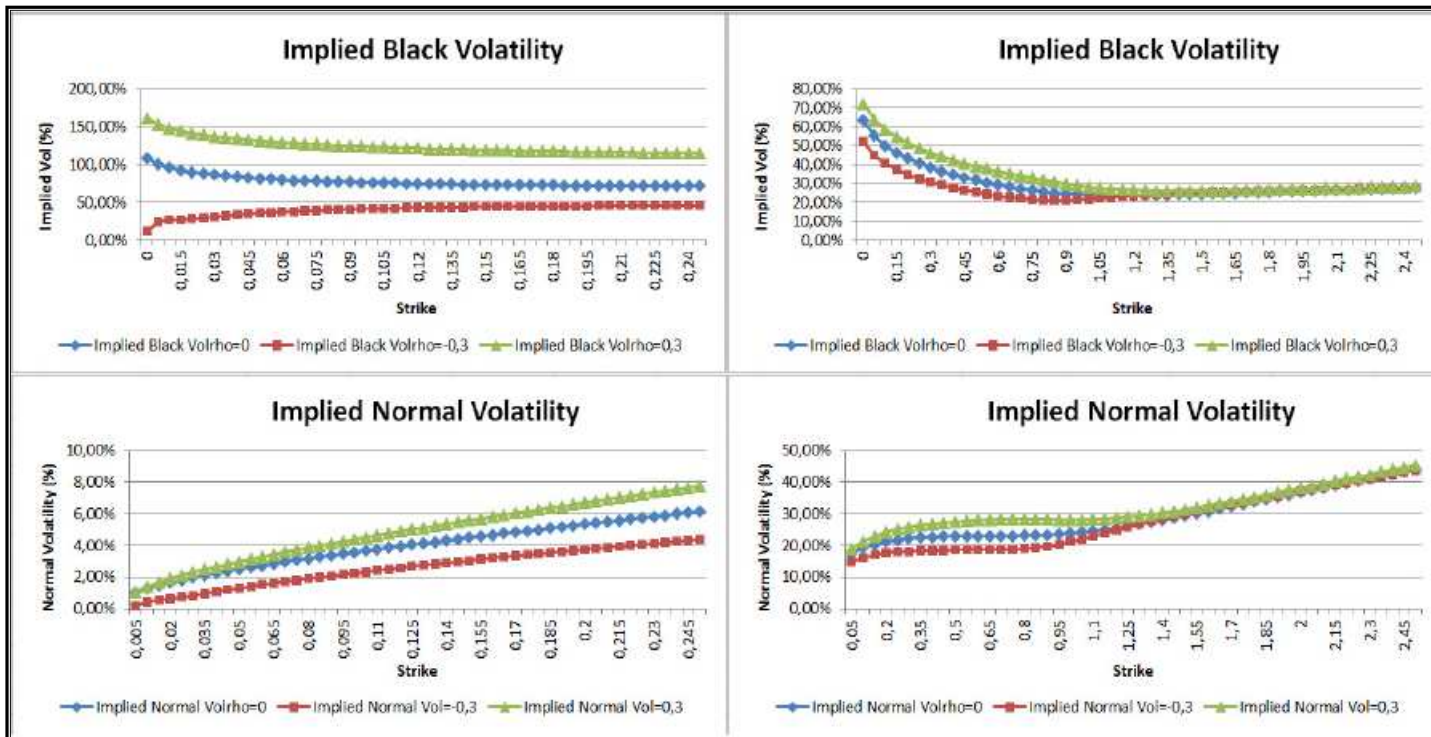 Implied Black Volatility
200,00%
150,00%
100,00%
50,00%
0,00%
Implied Vol (%)
0 0,015 0,03 0,045 0,06 0,075 0,09 0,105 0,12 0,135 0,15 0,165 0,18 0,195 0,21 0,225 0,24
Strike
Implied Black Volrho=0 Implied Black Volrho=-0,3 Implied Black Volrho=0,3
Implied Black Volatility
80,00%
70,00%
60,00%
50,00%
40,00%
30,00%
20,00%
10,00%
0,00%
Implied Vol (%)
0 0,15 0,3 0,45 0,6 0,75 0,9 1,05 1,2 1,35 1,5 1,65 1,8 1,95 2,1 2,25 2,4
Strike
Implied Black Volrho=0 Implied Black Volrho=-0,3 Implied Black Volrho=0,3
Implied Normal Volatility
10,00%
8,00%
6,00%
4,00%
2,00%
0,00%
Normal Volatility (%)
0,005 0,02 0,035 0,05 0,065 0,08 0,095 0,11 0,125 0,14 0,155 0,17 0,185 0,2 0,215 0,23 0,245
Strike
Implied Normal Volrho=0 Implied Normal Vol=-0,3 Implied Normal Vol=0,3
Implied Normal Volatility
50,00%
40,00%
30,00%
20,00%
10,00%
0,00%
Normal Volatility (%)
0,05 0,2 0,35 0,5 0,65 0,8 0,95 1,1 1,25 1,4 1,55 1,7 1,85 2 2,15 2,3 2,45
Strike
Implied Normal Volrho=0 Implied Normal Vol=-0,3 Implied Normal Vol=0,3